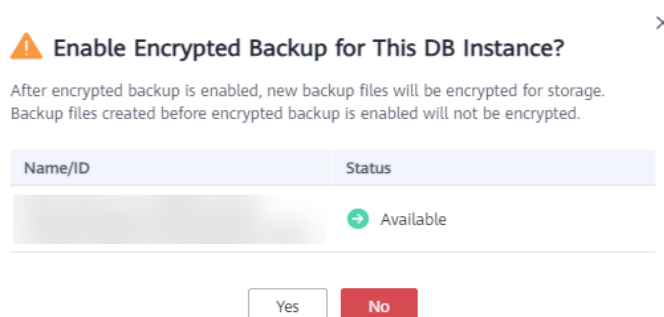 Enable Encrypted Backup for This DB Instance?
After encrypted backup is enabled, new backup files will be encrypted for storage.
Backup files created before encrypted backup is enabled will not be encrypted.
Name/ID Status
Available
Yes No